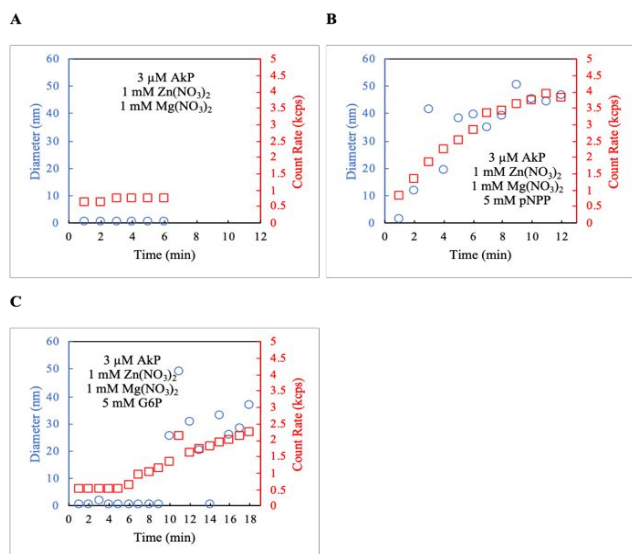 A
3 µM AkP
1 mM Zn(NO₃)₂
1 mM Mg(NO₃)₂
Diameter (nm)
60
50
40
30
20
10
0
5
4.5
4
3.5
3
2.5
2
1.5
1
0.5
0
Count Rate (kcps)
0 2 4 6 8 10 12
Time (min)
B
3 µM AkP
1 mM Zn(NO₃)₂
1 mM Mg(NO₃)₂
5 mM pNPP
Diameter (nm)
60
50
40
30
20
10
0
5
4.5
4
3.5
3
2.5
2
1.5
1
0.5
0
Count Rate (kcps)
0 2 4 6 8 10 12
Time (min)
C
3 µM AkP
1 mM Zn(NO₃)₂
1 mM Mg(NO₃)₂
5 mM G6P
Diameter (nm)
60
50
40
30
20
10
0
5
4.5
4
3.5
3
2.5
2
1.5
1
0.5
0
Count Rate (kcps)
0 2 4 6 8 10 12 14 16 18
Time (min)